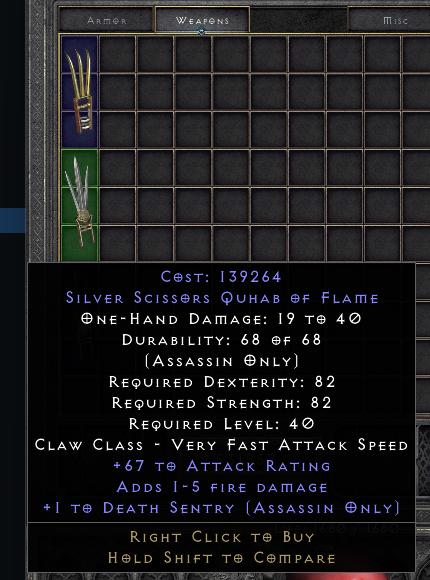 Armor
Weapons
Misc
Cost: 139264
Silver Scissors Quhab of Flame
One-Hand Damage: 19 to 40
Durability: 68 of 68
(Assassin Only)
Required Dexterity: 82
Required Strength: 82
Required Level: 40
Claw Class - Very Fast Attack Speed
+67 to Attack Rating
Adds 1-5 fire damage
+1 to Death Sentry (Assassin Only)
Right Click to Buy
Hold Shift to Compare